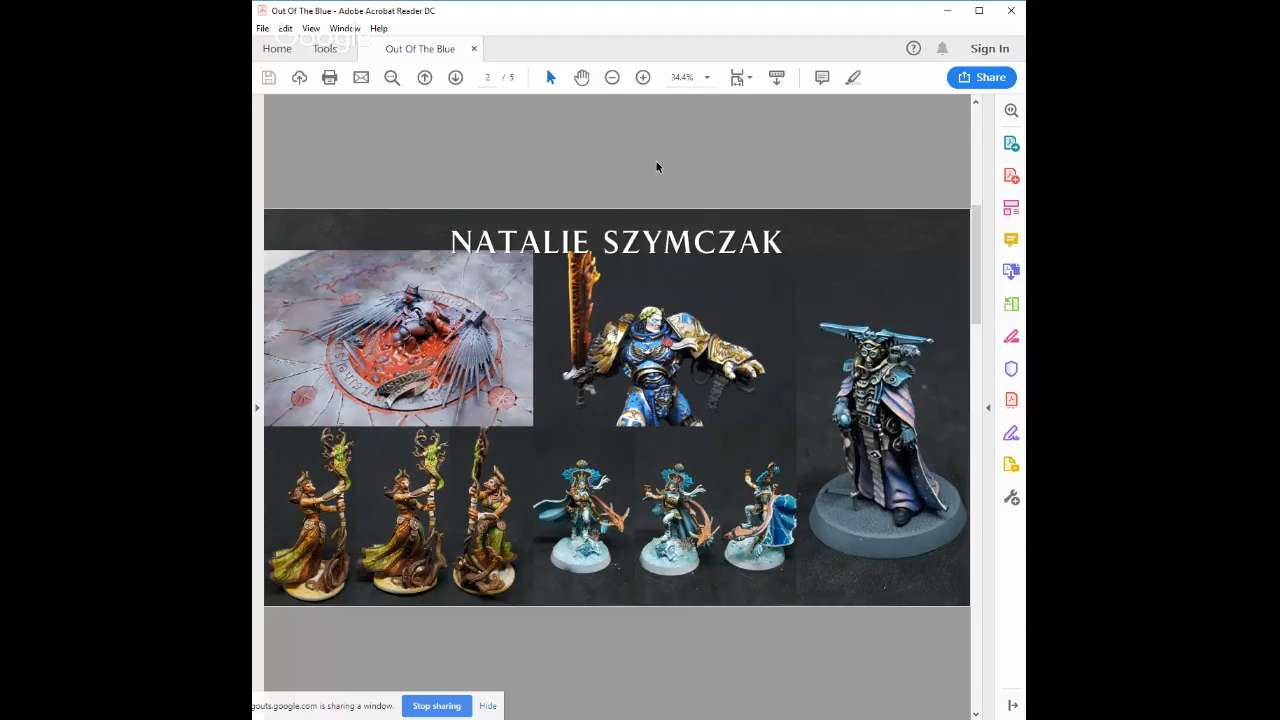 Out Of The Blue - Adobe Acrobat Reader DC
File Edit View Window Help
Google
Home Tools Out Of The Blue × Sign In
2 / 5 34.4% Share
NATALIE SZYMCZAK
gouts.google.com is sharing a window. Stop sharing Hide